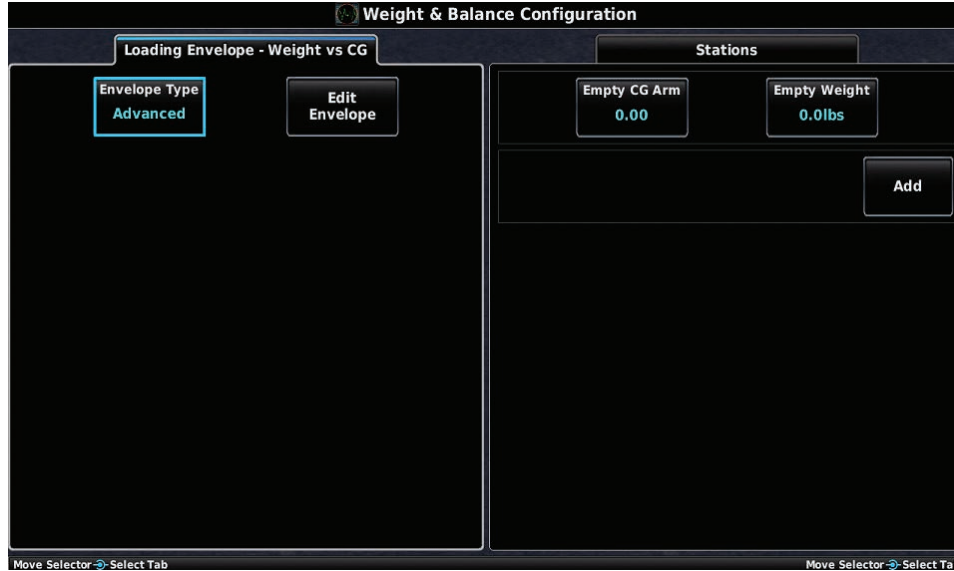 Weight & Balance Configuration
Loading Envelope - Weight vs CG
Stations
Envelope Type
Advanced
Edit
Envelope
Empty CG Arm
0.00
Empty Weight
0.0lbs
Add
Move Selector Select Tab
Move Selector Select Ta